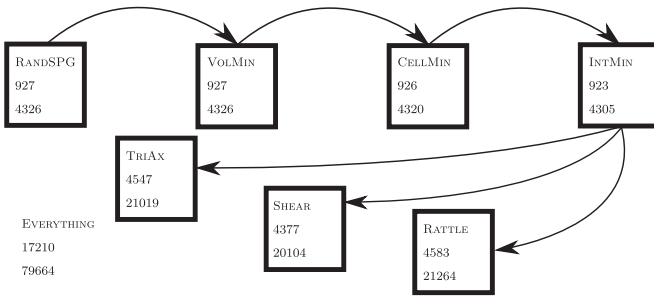 RANDSPG
927
4326
VOLMIN
927
4326
CELLMIN
926
4320
INTMIN
923
4305
TRIAX
4547
21019
SHEAR
4377
20104
RATTLE
4583
21264
EVERYTHING
17210
79664